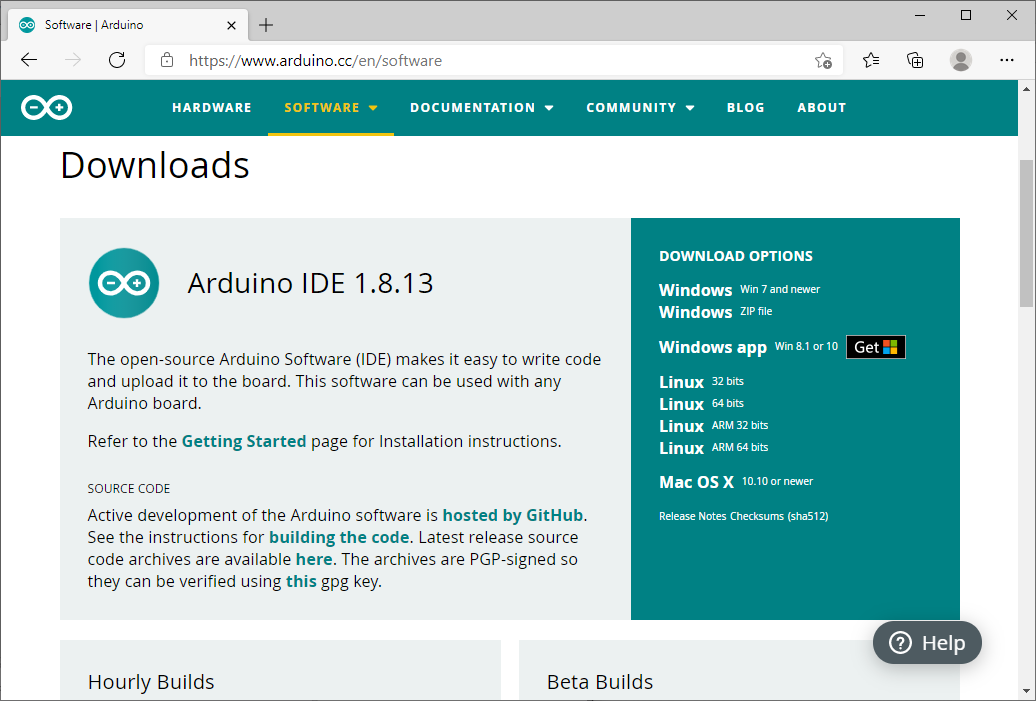 Software | Arduino
https://www.arduino.cc/en/software
HARDWARE SOFTWARE DOCUMENTATION COMMUNITY BLOG ABOUT
Downloads
Arduino IDE 1.8.13
The open-source Arduino Software (IDE) makes it easy to write code
and upload it to the board. This software can be used with any
Arduino board.
Refer to the Getting Started page for Installation instructions.
SOURCE CODE
Active development of the Arduino software is hosted by GitHub.
See the instructions for building the code. Latest release source
code archives are available here. The archives are PGP-signed so
they can be verified using this gpg key.
DOWNLOAD OPTIONS
Windows Win 7 and newer
Windows ZIP file
Windows app Win 8.1 or 10 Get
Linux 32 bits
Linux 64 bits
Linux ARM 32 bits
Linux ARM 64 bits
Mac OS X 10.10 or newer
Release Notes Checksums (sha512)
Help
Hourly Builds
Beta Builds